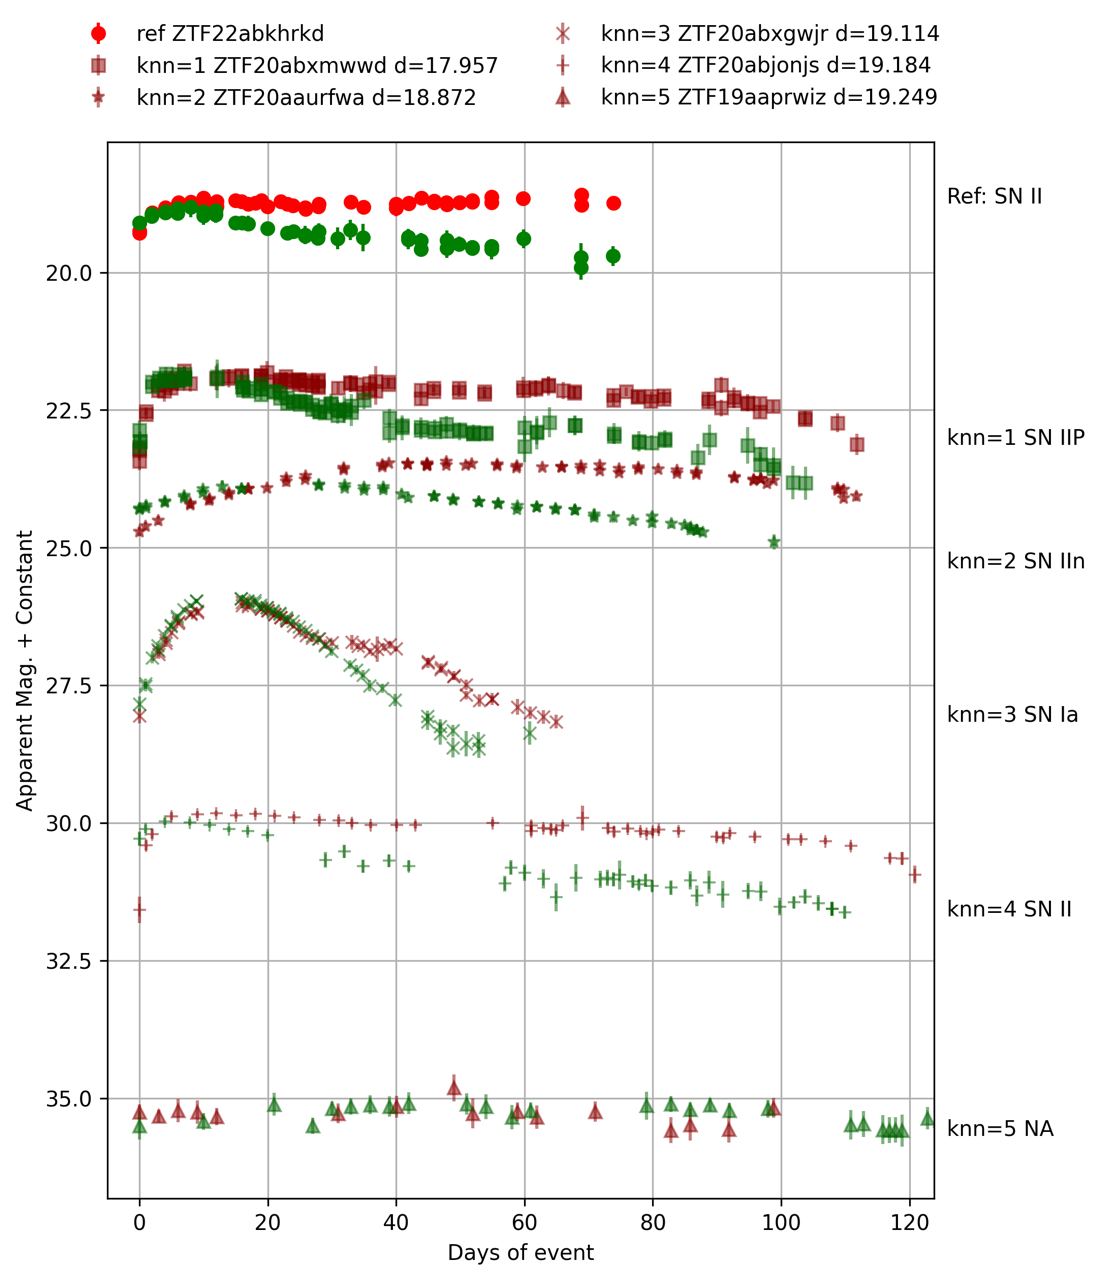 ref ZTF22abkhrkd
knn=1 ZTF20abxmwwd d=17.957
knn=2 ZTF20aaurfwa d=18.872
knn=3 ZTF20abxgwjr d=19.114
knn=4 ZTF20abjonjs d=19.184
knn=5 ZTF19aaprwiz d=19.249
Ref: SN II
20.0
22.5
knn=1 SN IIP
25.0
knn=2 SN IIn
27.5
knn=3 SN Ia
30.0
knn=4 SN II
32.5
35.0
knn=5 NA
Apparent Mag. + Constant
0 20 40 60 80 100 120
Days of event